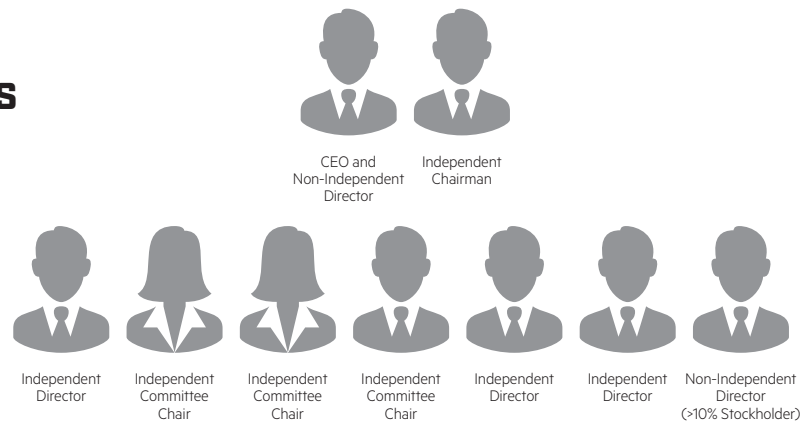 s
CEO and
Non-Independent
Director
Independent
Chairman
Independent
Director
Independent
Committee
Chair
Independent
Committee
Chair
Independent
Committee
Chair
Independent
Director
Independent
Director
Non-Independent
Director
(>10% Stockholder)